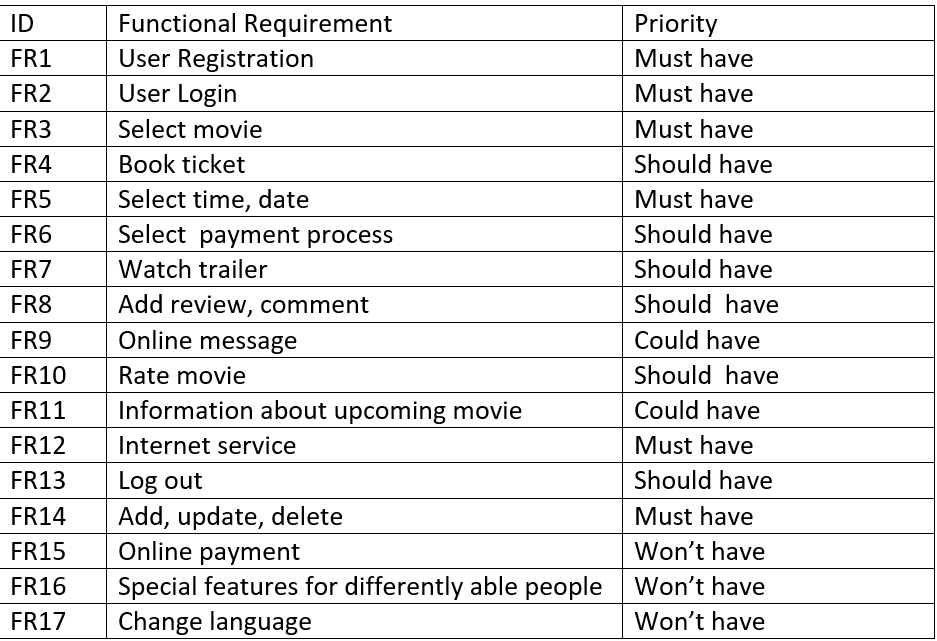 ID Functional Requirement Priority
FR1 User Registration Must have
FR2 User Login Must have
FR3 Select movie Must have
FR4 Book ticket Should have
FR5 Select time, date Must have
FR6 Select  payment process Should have
FR7 Watch trailer Should have
FR8 Add review, comment Should  have
FR9 Online message Could have
FR10 Rate movie Should  have
FR11 Information about upcoming movie Could have
FR12 Internet service Must have
FR13 Log out Should have
FR14 Add, update, delete Must have
FR15 Online payment Won’t have
FR16 Special features for differently able people Won’t have
FR17 Change language Won’t have